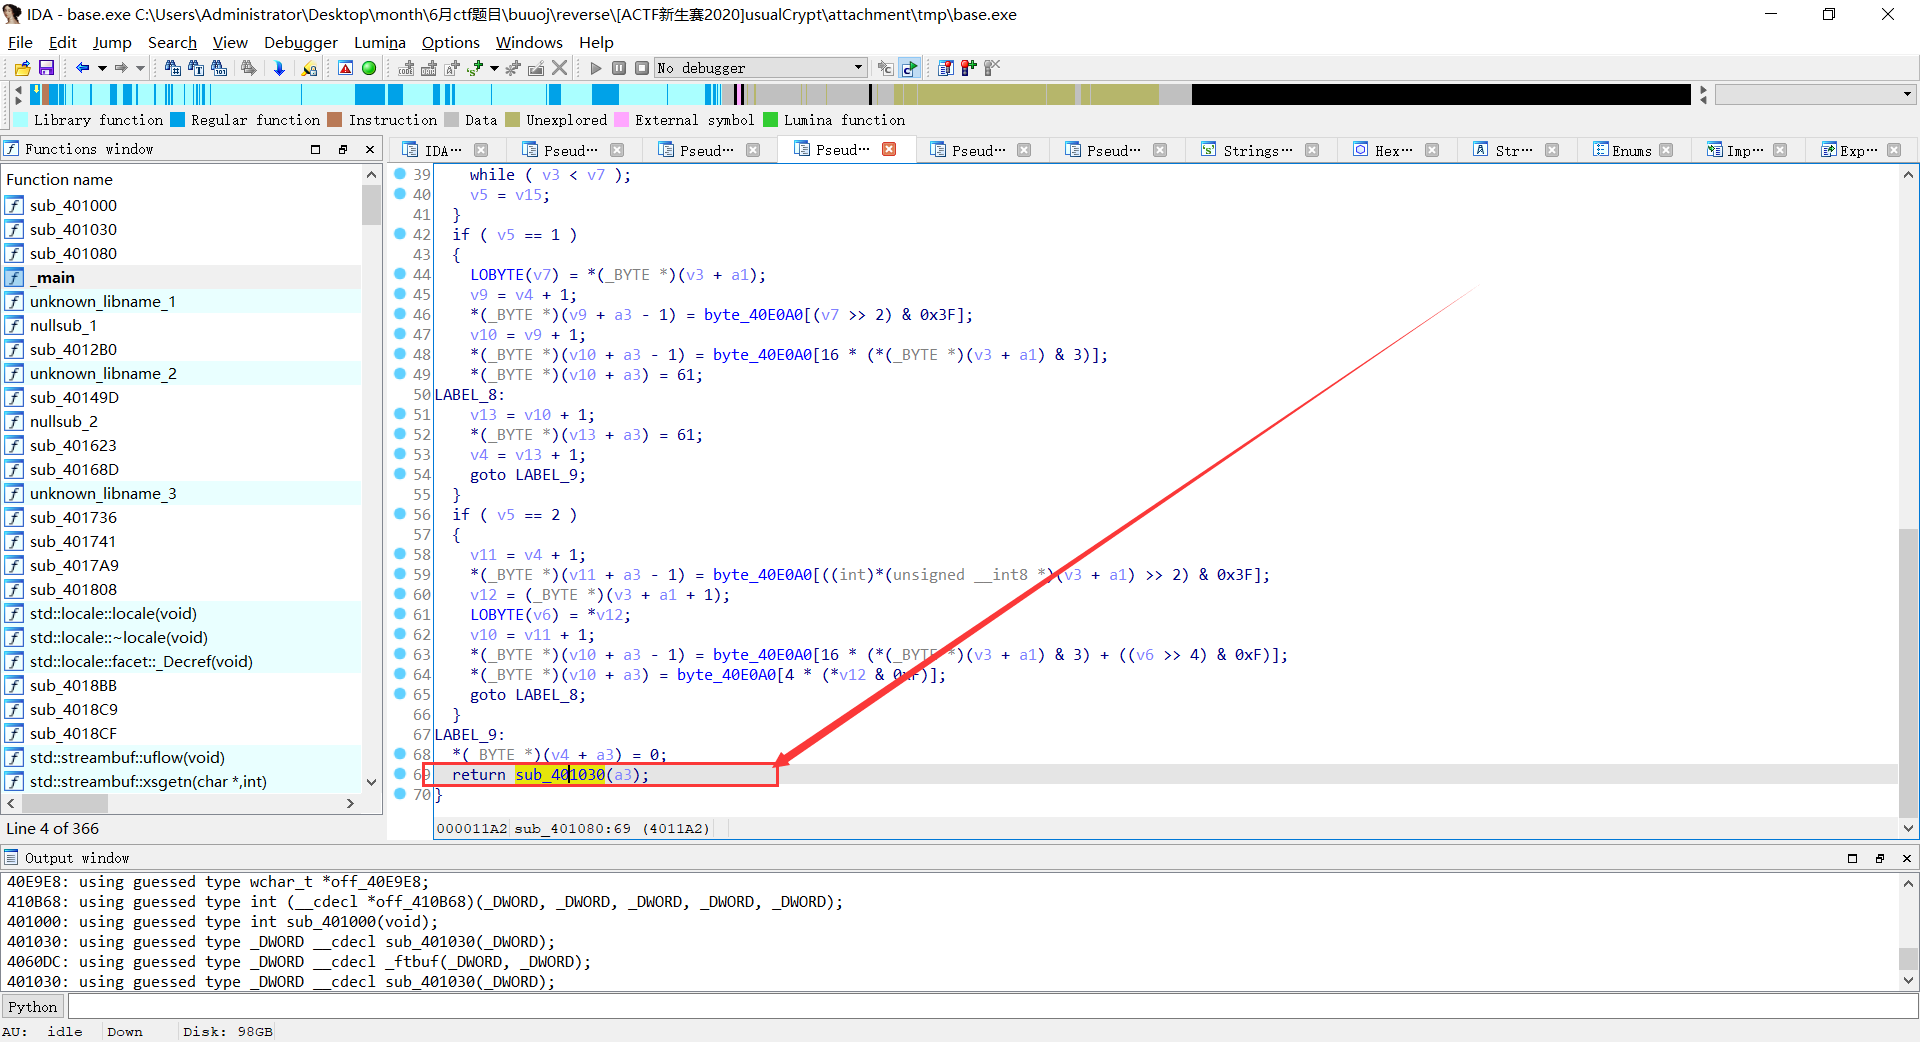 IDA - base.exe C:\Users\Administrator\Desktop\month\6月ctf题目\buuoj\reverse\[ACTF新生赛2020]usualCrypt\attachment\tmp\base.exe
File Edit Jump Search View Debugger Lumina Options Windows Help
No debugger
Library function Regular function Instruction Data Unexplored External symbol Lumina function
Functions window
IDA··· Pseud··· Pseud··· Pseud··· Pseud··· Pseud··· Strings··· Hex··· Str··· Enums Imp··· Exp···
Function name
sub_401000
sub_401030
sub_401080
_main
unknown_libname_1
nullsub_1
sub_4012B0
unknown_libname_2
sub_40149D
nullsub_2
sub_401623
sub_40168D
unknown_libname_3
sub_401736
sub_401741
sub_4017A9
sub_401808
std::locale::locale(void)
std::locale::~locale(void)
std::locale::facet::_Decref(void)
sub_4018BB
sub_4018C9
sub_4018CF
std::streambuf::uflow(void)
std::streambuf::xsgetn(char *,int)
Line 4 of 366
39 while ( v3 < v7 );
40 v5 = v15;
41 }
42 if ( v5 == 1 )
43 {
44 LOBYTE(v7) = *(_BYTE *)(v3 + a1);
45 v9 = v4 + 1;
46 *(_BYTE *)(v9 + a3 - 1) = byte_40E0A0[(v7 >> 2) & 0x3F];
47 v10 = v9 + 1;
48 *(_BYTE *)(v10 + a3 - 1) = byte_40E0A0[16 * (*(_BYTE *)(v3 + a1) & 3)];
49 *(_BYTE *)(v10 + a3) = 61;
50 LABEL_8:
51 v13 = v10 + 1;
52 *(_BYTE *)(v13 + a3) = 61;
53 v4 = v13 + 1;
54 goto LABEL_9;
55 }
56 if ( v5 == 2 )
57 {
58 v11 = v4 + 1;
59 *(_BYTE *)(v11 + a3 - 1) = byte_40E0A0[((int)*(unsigned __int8 *)(v3 + a1) >> 2) & 0x3F];
60 v12 = (_BYTE *)(v3 + a1 + 1);
61 LOBYTE(v6) = *v12;
62 v10 = v11 + 1;
63 *(_BYTE *)(v10 + a3 - 1) = byte_40E0A0[16 * (*(_BYTE *)(v3 + a1) & 3) + ((v6 >> 4) & 0xF)];
64 *(_BYTE *)(v10 + a3) = byte_40E0A0[4 * (*v12 & 0xF)];
65 goto LABEL_8;
66 }
67 LABEL_9:
68 *(_BYTE *)(v4 + a3) = 0;
69 return sub_401030(a3);
70 }
000011A2 sub_401080:69 (4011A2)
Output window
40E9E8: using guessed type wchar_t *off_40E9E8;
410B68: using guessed type int (__cdecl *off_410B68)(_DWORD, _DWORD, _DWORD, _DWORD, _DWORD);
401000: using guessed type int sub_401000(void);
401030: using guessed type _DWORD __cdecl sub_401030(_DWORD);
4060DC: using guessed type _DWORD __cdecl _ftbuf(_DWORD, _DWORD);
401030: using guessed type _DWORD __cdecl sub_401030(_DWORD);
Python
AU: idle Down Disk: 98GB